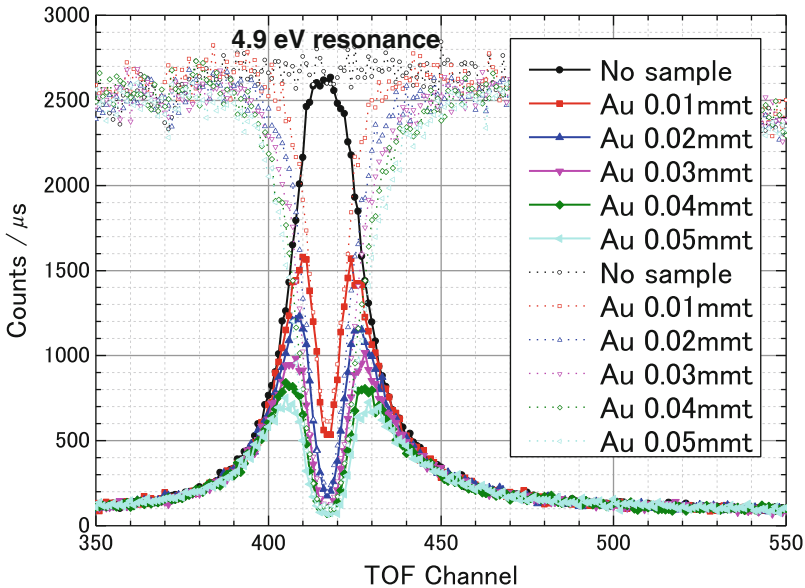 3000
2500
2000
1500
1000
500
0
Counts / μs
4.9 eV resonance
No sample
Au 0.01mmt
Au 0.02mmt
Au 0.03mmt
Au 0.04mmt
Au 0.05mmt
No sample
Au 0.01mmt
Au 0.02mmt
Au 0.03mmt
Au 0.04mmt
Au 0.05mmt
350 400 450 500 550
TOF Channel